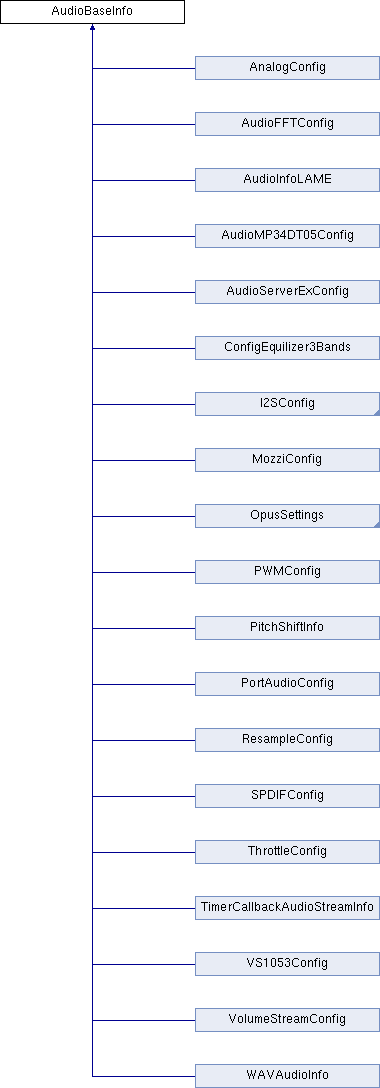 AudioBaseInfo
AnalogConfig
AudioFFTConfig
AudioInfoLAME
AudioMP34DT05Config
AudioServerExConfig
ConfigEquilizer3Bands
I2SConfig
MozziConfig
OpusSettings
PWMConfig
PitchShiftInfo
PortAudioConfig
ResampleConfig
SPDIFConfig
ThrottleConfig
TimerCallbackAudioStreamInfo
VS1053Config
VolumeStreamConfig
WAVAudioInfo